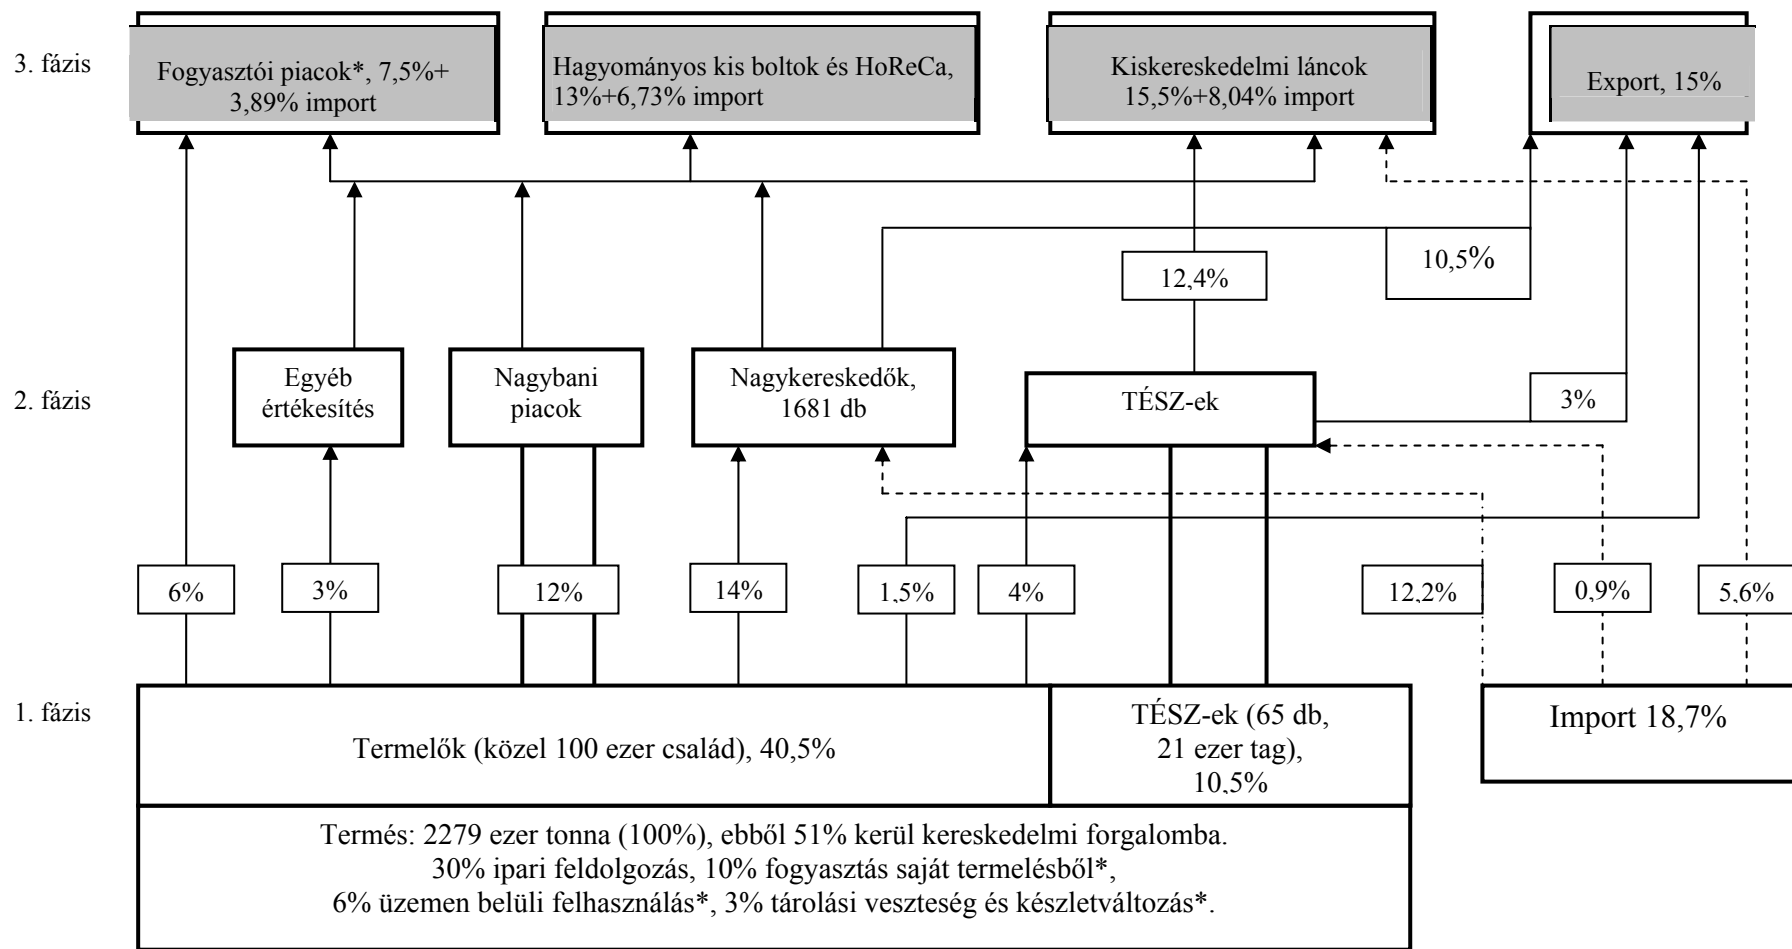 3. fázis
Fogyasztói piacok*, 7,5%+
3,89% import
Hagyományos kis boltok és HoReCa,
13%+6,73% import
Kiskereskedelmi láncok
15,5%+8,04% import
Export, 15%
12,4%
10,5%
2. fázis
Egyéb
értékesítés
Nagybani
piacok
Nagykereskedők,
1681 db
TÉSZ-ek
3%
6%
3%
12%
14%
1,5%
4%
12,2%
0,9%
5,6%
1. fázis
Termelők (közel 100 ezer család), 40,5%
TÉSZ-ek (65 db,
21 ezer tag),
10,5%
Import 18,7%
Termés: 2279 ezer tonna (100%), ebből 51% kerül kereskedelmi forgalomba.
30% ipari feldolgozás, 10% fogyasztás saját termelésből*,
6% üzemen belüli felhasználás*, 3% tárolási veszteség és készletváltozás*.